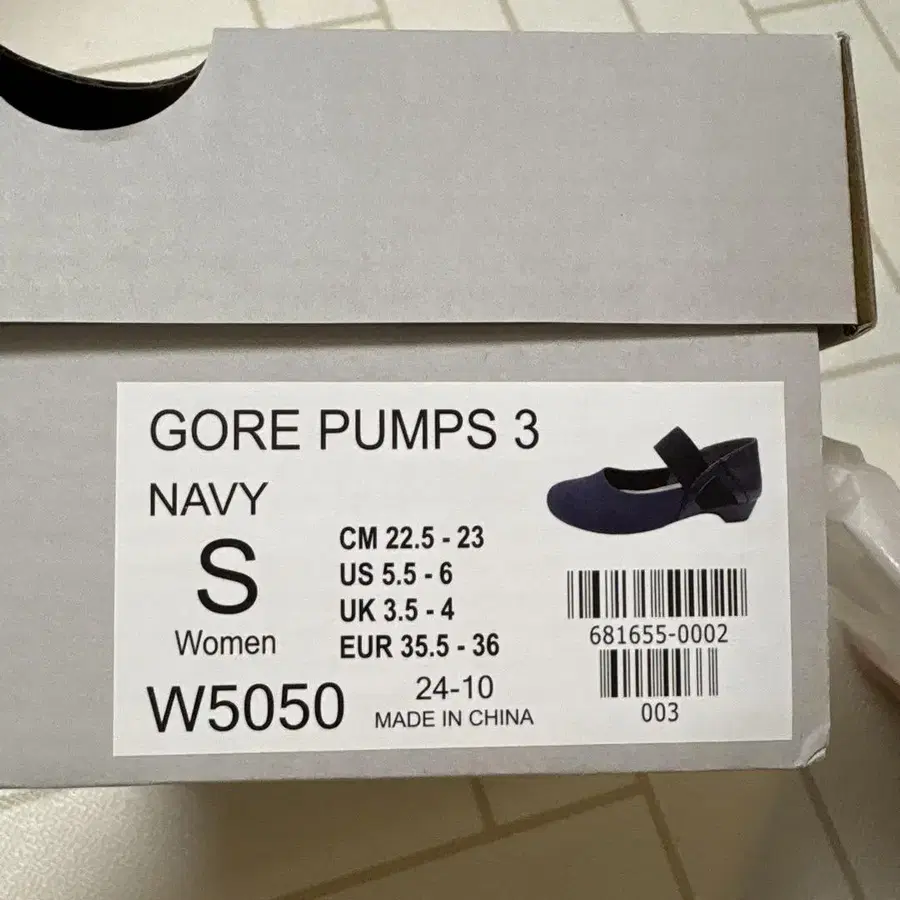 GORE PUMPS 3
NAVY
S
Women
CM 22.5 - 23
US 5.5 - 6
UK 3.5 - 4
EUR 35.5 - 36
W5050
24-10
MADE IN CHINA
681655-0002
003